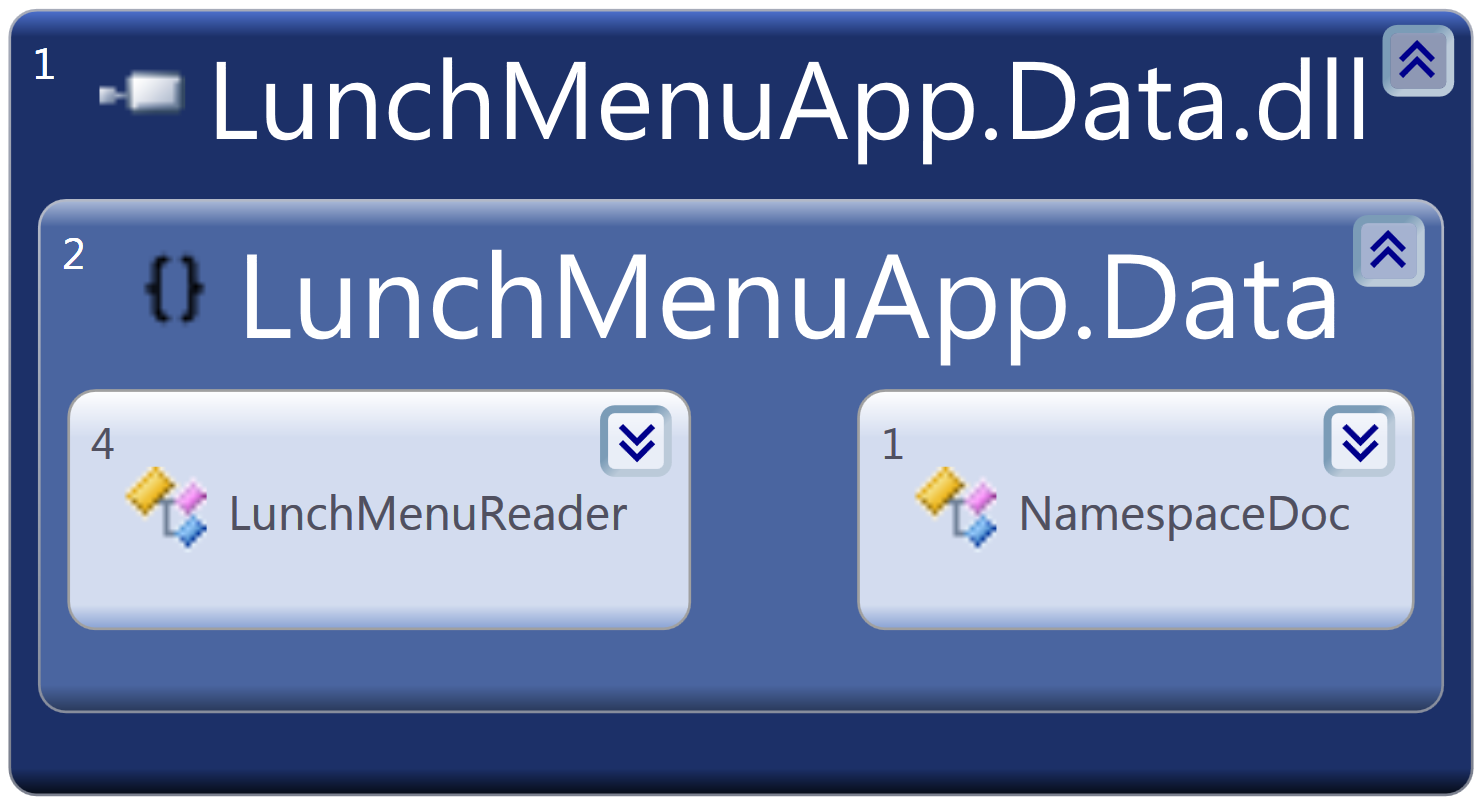 1
LunchMenuApp.Data.dll
2
{} LunchMenuApp.Data
4
LunchMenuReader
1
NamespaceDoc